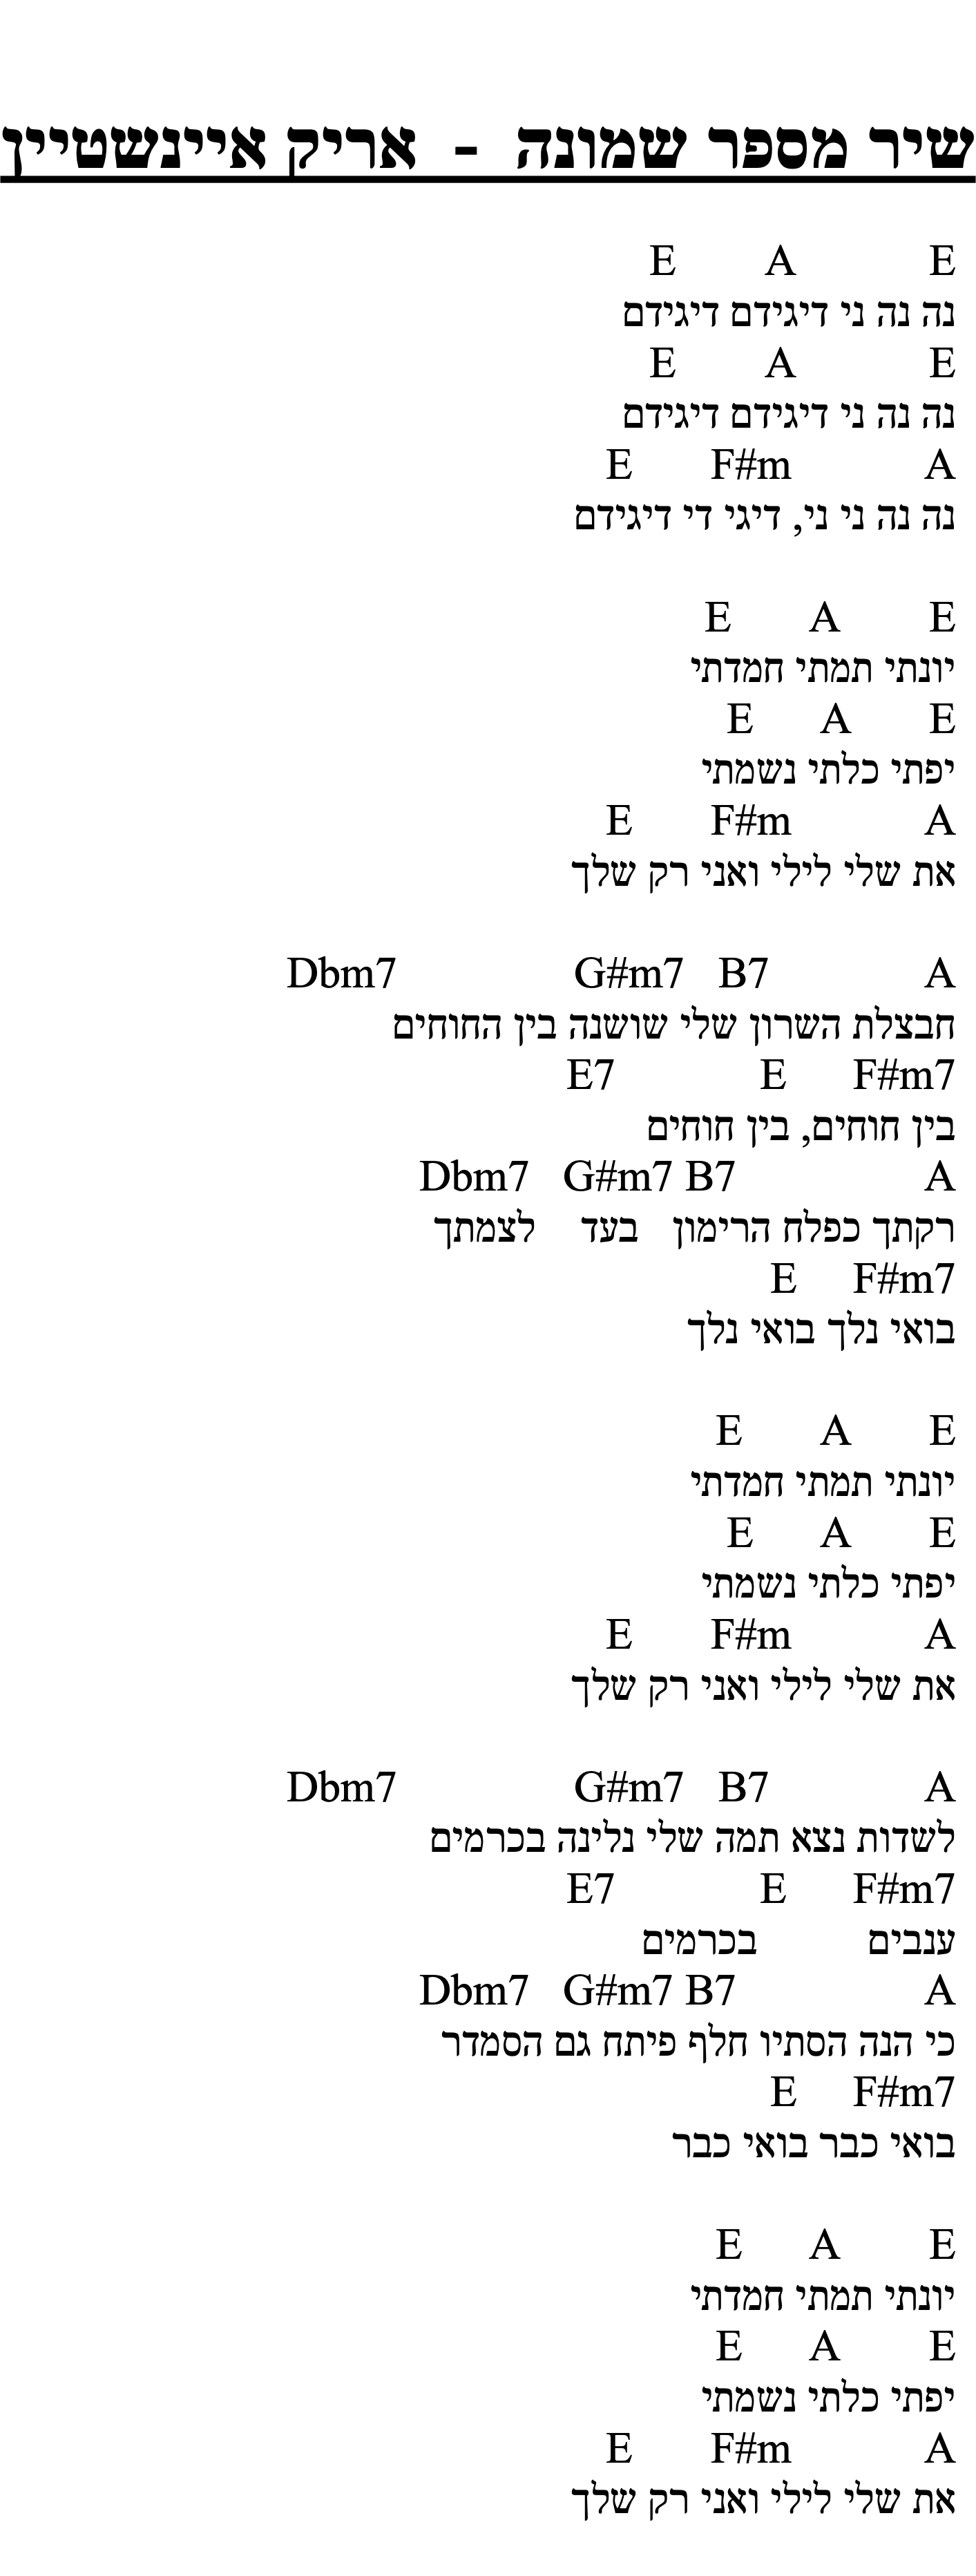 שיר מספר שמונה - אריק איינשטיין
E A E
נה נה ני דיגידם דיגידם
E A E
נה נה ני דיגידם דיגידם
A F#m E
נה נה ני ני, דיגי די דיגידם
E A E
יונתי תמתי חמדתי
E A E
יפתי כלתי נשמתי
A F#m E
את שלי לילי ואני רק שלך
A B7 G#m7 Dbm7
חבצלת השרון שלי שושנה בין החוחים
F#m7 E E7
בין חוחים, בין חוחים
A B7 G#m7 Dbm7
רקתך כפלח הרימון בעד לצמתך
F#m7 E
בואי נלך בואי נלך
E A E
יונתי תמתי חמדתי
E A E
יפתי כלתי נשמתי
A F#m E
את שלי לילי ואני רק שלך
A B7 G#m7 Dbm7
לשדות נצא תמה שלי נלינה בכרמים
F#m7 E E7
ענבים בכרמים
A B7 G#m7 Dbm7
כי הנה הסתיו חלף פיתח גם הסמדר
F#m7 E
בואי כבר בואי כבר
E A E
יונתי תמתי חמדתי
E A E
יפתי כלתי נשמתי
A F#m E
את שלי לילי ואני רק שלך